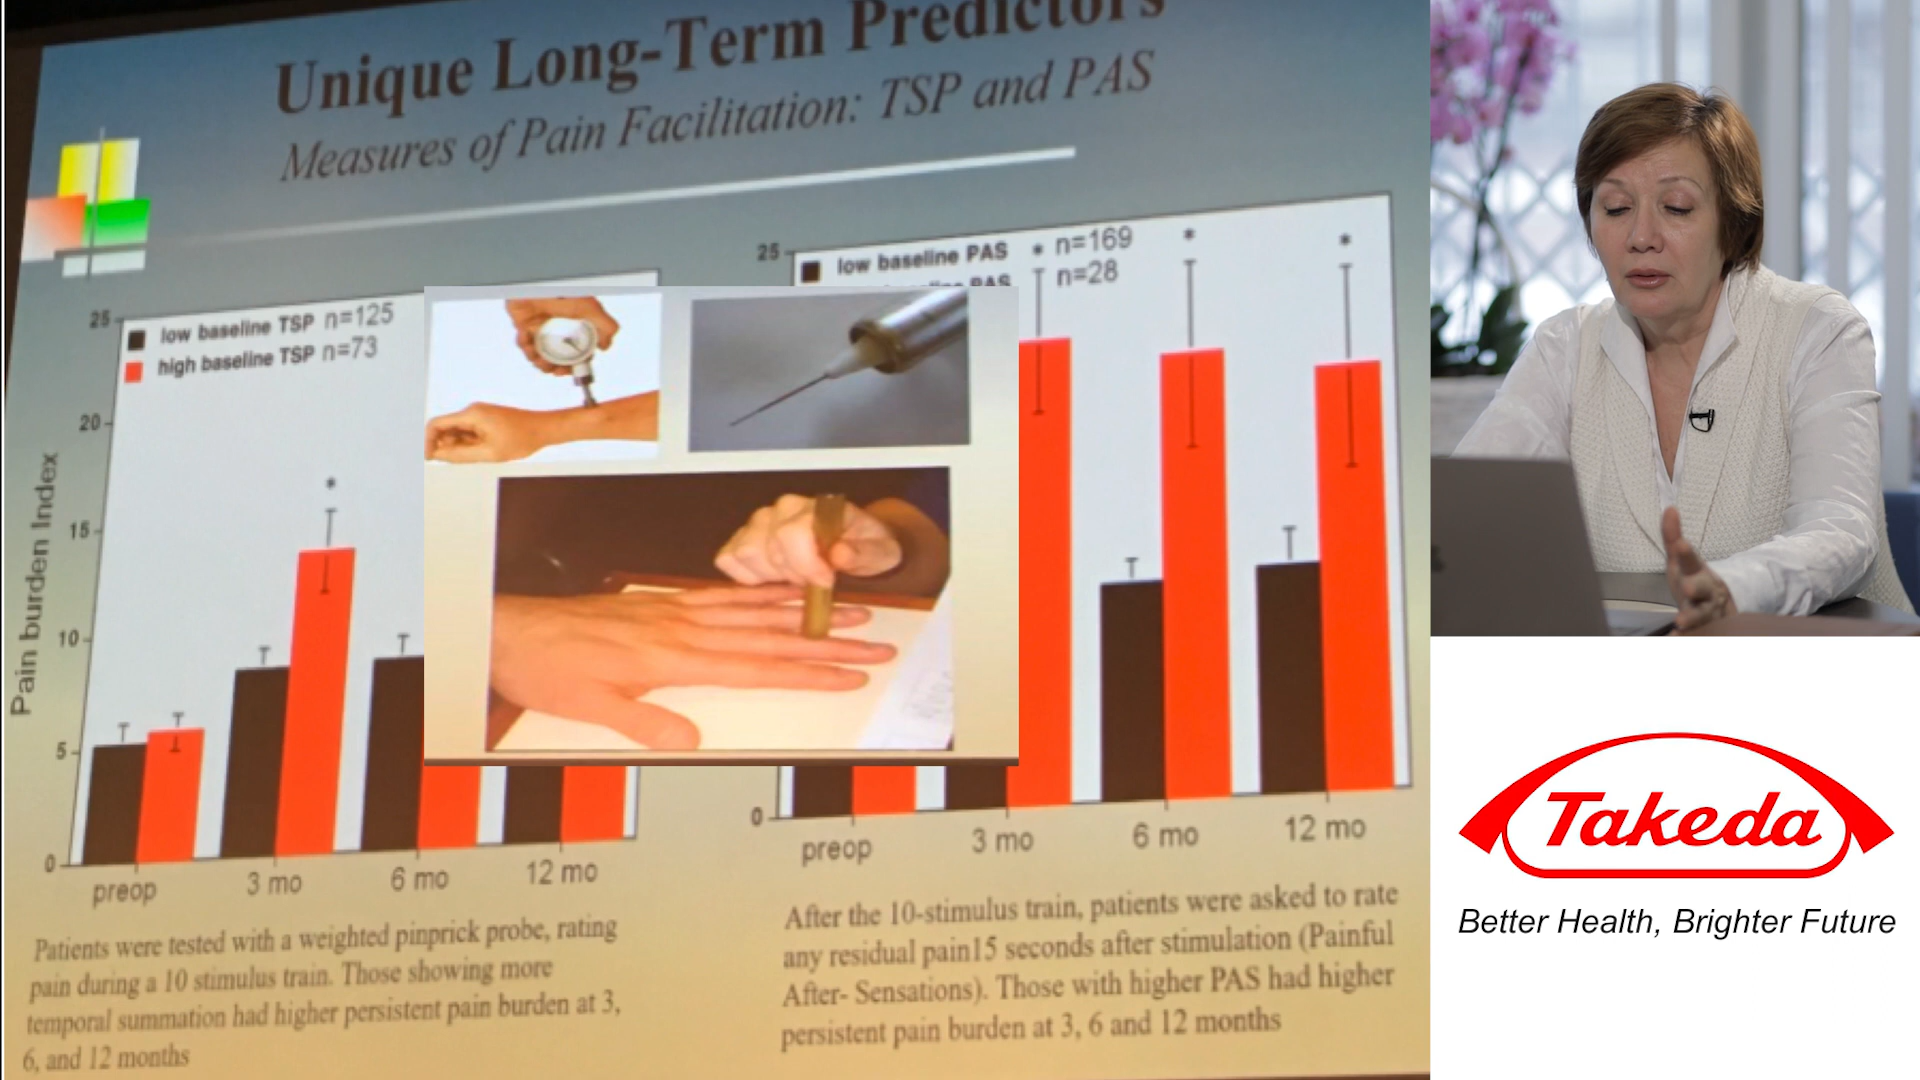 Unique Long-Term Predictors
Measures of Pain Facilitation: TSP and PAS
25
20
15
10
5
0
Pain burden Index
low baseline TSP n=125
high baseline TSP n=73
*
preop
3 mo
6 mo
12 mo
25
0
low baseline PAS * n=169
baseline PAS n=28
*
*
preop
3 mo
6 mo
12 mo
Patients were tested with a weighted pinprick probe, rating
pain during a 10 stimulus train. Those showing more
temporal summation had higher persistent pain burden at 3,
6, and 12 months
After the 10-stimulus train, patients were asked to rate
any residual pain15 seconds after stimulation (Painful
After- Sensations). Those with higher PAS had higher
persistent pain burden at 3, 6 and 12 months
Takeda
Better Health, Brighter Future